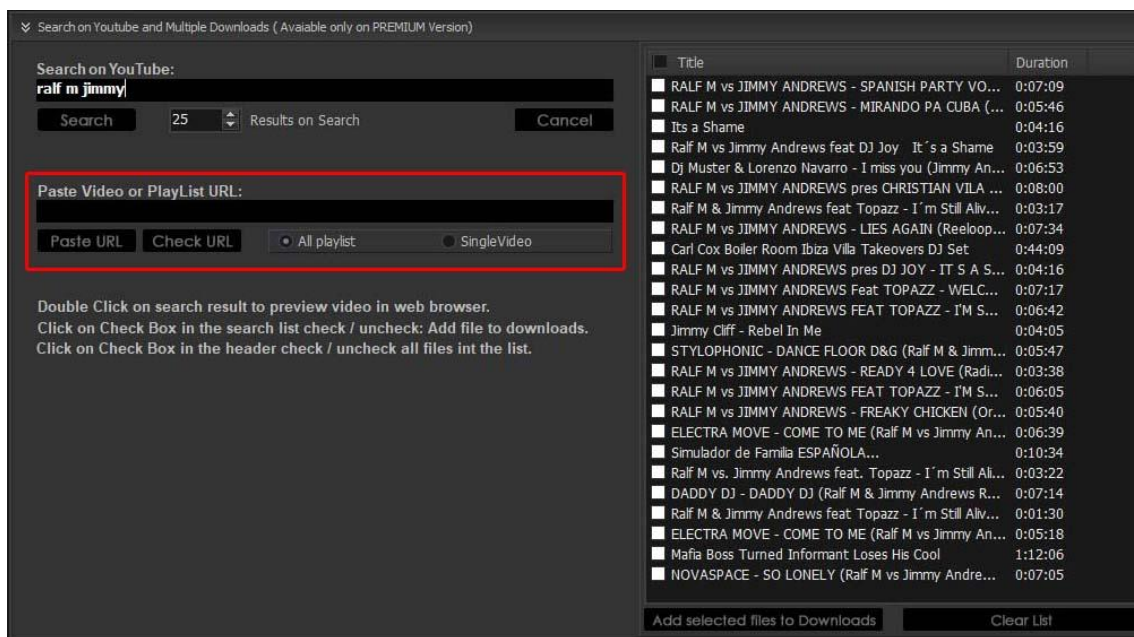 Search on Youtube and Multiple Downloads ( Avaiable only on PREMIUM Version)
Search on YouTube:
ralf m jimmy
Search 25 Results on Search Cancel
Paste Video or PlayList URL:
Paste URL Check URL All playlist SingleVideo
Double Click on search result to preview video in web browser.
Click on Check Box in the search list check / uncheck: Add file to downloads.
Click on Check Box in the header check / uncheck all files int the list.
Title Duration
RALF M vs JIMMY ANDREWS - SPANISH PARTY VO... 0:07:09
RALF M vs JIMMY ANDREWS - MIRANDO PA CUBA (... 0:05:46
Its a Shame 0:04:16
Ralf M vs Jimmy Andrews feat DJ Joy It´s a Shame 0:03:59
Dj Muster & Lorenzo Navarro - I miss you (Jimmy An... 0:06:53
RALF M vs JIMMY ANDREWS pres CHRISTIAN VILA ... 0:08:00
Ralf M & Jimmy Andrews feat Topazz - I´m Still Aliv... 0:03:17
RALF M vs JIMMY ANDREWS - LIES AGAIN (Reeloop... 0:07:34
Carl Cox Boiler Room Ibiza Villa Takeovers DJ Set 0:44:09
RALF M vs JIMMY ANDREWS pres DJ JOY - IT S A S... 0:04:16
RALF M vs JIMMY ANDREWS Feat TOPAZZ - WELC... 0:07:17
RALF M vs JIMMY ANDREWS FEAT TOPAZZ - I'M S... 0:06:42
Jimmy Cliff - Rebel In Me 0:04:05
STYLOPHONIC - DANCE FLOOR D&G (Ralf M & Jimm... 0:05:47
RALF M vs JIMMY ANDREWS - READY 4 LOVE (Radi... 0:03:38
RALF M vs JIMMY ANDREWS FEAT TOPAZZ - I'M S... 0:06:05
RALF M vs JIMMY ANDREWS - FREAKY CHICKEN (Or... 0:05:40
ELECTRA MOVE - COME TO ME (Ralf M vs Jimmy An... 0:06:39
Simulador de Familia ESPAÑOLA... 0:10:34
Ralf M vs. Jimmy Andrews feat. Topazz - I´m Still Ali... 0:03:22
DADDY DJ - DADDY DJ (Ralf M & Jimmy Andrews R... 0:07:14
Ralf M & Jimmy Andrews feat Topazz - I´m Still Aliv... 0:01:30
ELECTRA MOVE - COME TO ME (Ralf M vs Jimmy An... 0:05:18
Mafia Boss Turned Informant Loses His Cool 1:12:06
NOVASPACE - SO LONELY (Ralf M vs Jimmy Andre... 0:07:05
Add selected files to Downloads Clear List